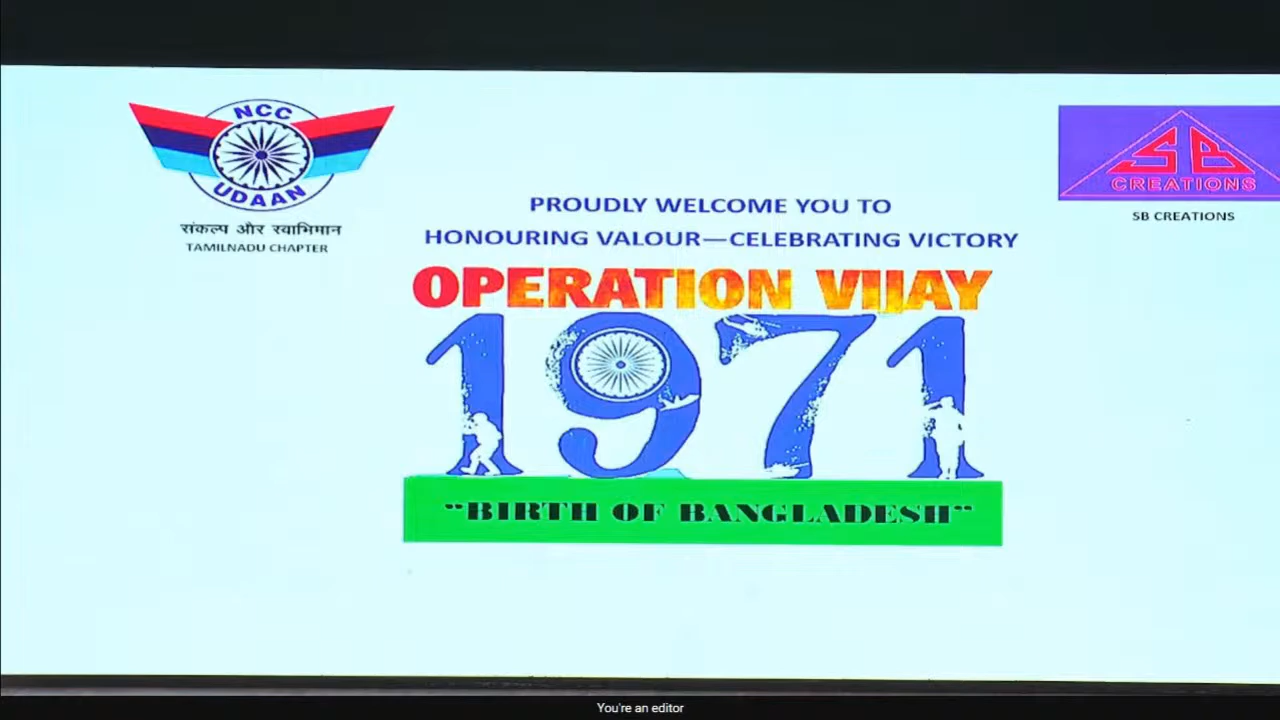 NCC
UDAAN
संकल्प और स्वाभिमान
TAMILNADU CHAPTER
SB
CREATIONS
SB CREATIONS
PROUDLY WELCOME YOU TO
HONOURING VALOUR—CELEBRATING VICTORY
OPERATION VIJAY
1971
“BIRTH OF BANGLADESH”
You're an editor